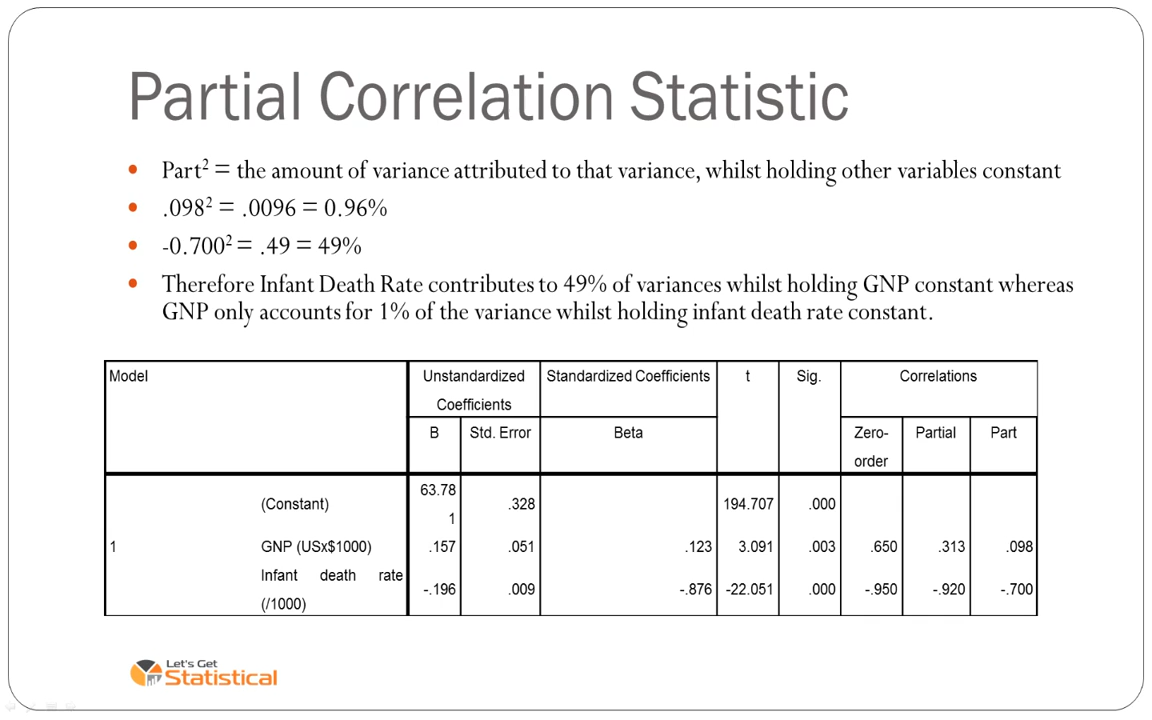 Partial Correlation Statistic
• Part² = the amount of variance attributed to that variance, whilst holding other variables constant
• .098² = .0096 = 0.96%
• -0.700² = .49 = 49%
• Therefore Infant Death Rate contributes to 49% of variances whilst holding GNP constant whereas
GNP only accounts for 1% of the variance whilst holding infant death rate constant.
Model Unstandardized Standardized Coefficients t Sig. Correlations
Coefficients
B Std. Error Beta Zero- Partial Part
order
63.78
(Constant) .328 194.707 .000
1
1 GNP (USx$1000) .157 .051 .123 3.091 .003 .650 .313 .098
Infant death rate
-.196 .009 -.876 -22.051 .000 -.950 -.920 -.700
(/1000)
Let's Get
Statistical